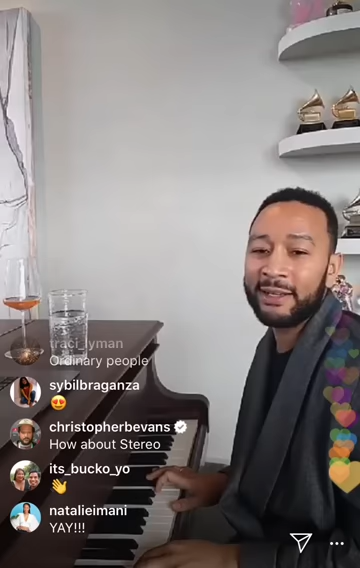 traci_lyman
Ordinary people
sybilbraganza
😍
christopherbevans
How about Stereo
its_bucko_yo
👋
natalieimani
YAY!!!